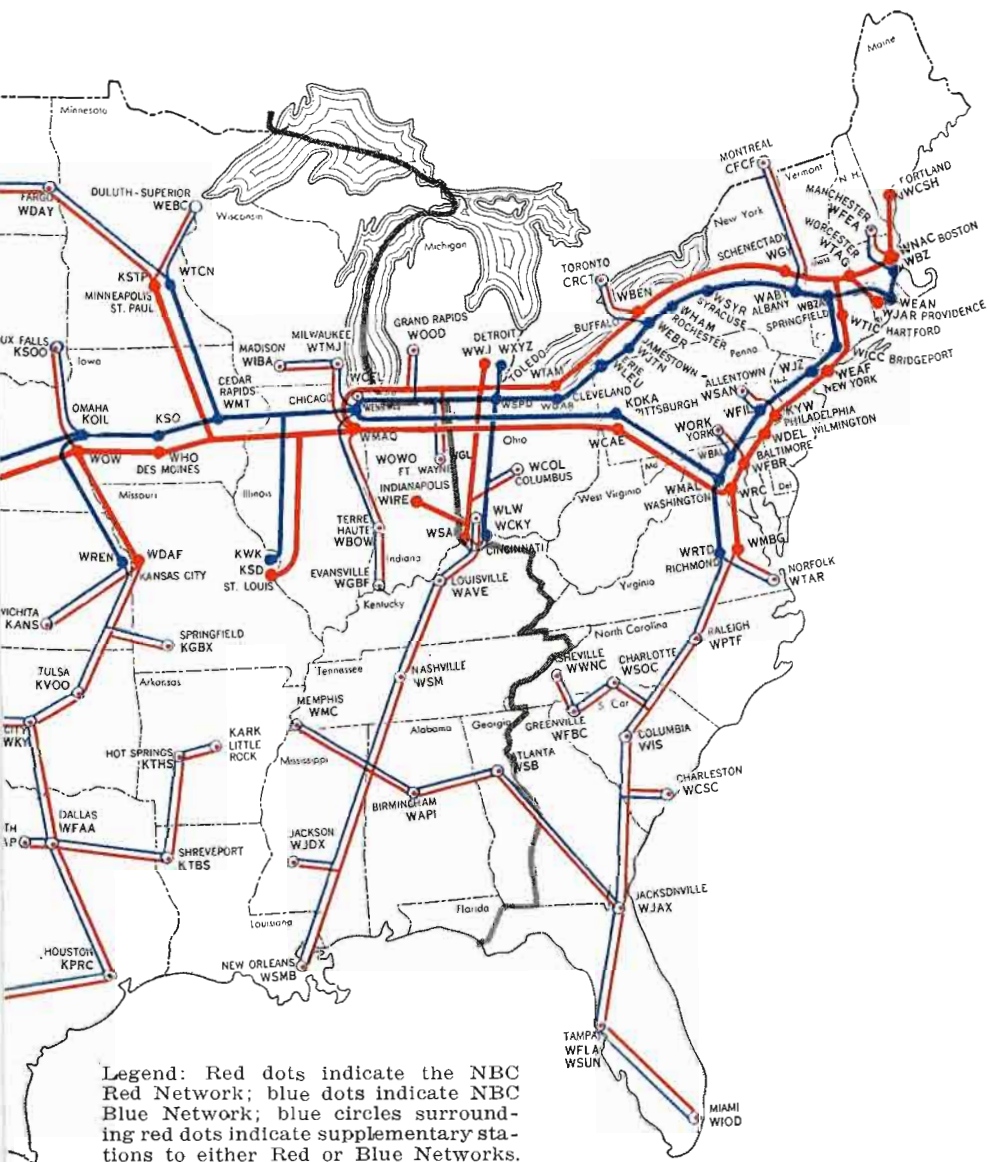 Maine
Minnesota
MONTREAL
CFCF
Vermont
N.H.
PORTLAND
WCSH
FARGO
WDAY
DULUTH-SUPERIOR
WEBC
Wisconsin
Michigan
New York
MANCHESTER
WFEA
WORCESTER
WTAG
WNAC BOSTON
WBZ
SCHENECTADY
WGY
Mass
TORONTO
CRCT
WBEN
KSTP
WTCN
MINNEAPOLIS
ST. PAUL
WEAN
WJAR PROVIDENCE
WABY
ALBANY
WBZA
SPRINGFIELD
WTIC
HARTFORD
WSYR
SYRACUSE
WHAM
ROCHESTER
BUFFALO
WEBR
JAMESTOWN
WJTN
ERIE
WLEU
Penna
WICC BRIDGEPORT
UX FALLS
KSOO
Iowa
MADISON
WIBA
MILWAUKEE
WTMJ
GRAND RAPIDS
WOOD
DETROIT
WWJ
WXYZ
TOLEDO
WTAM
CLEVELAND
WSPD
WGAR
ALLENTOWN
WSAN
WJZ
N.J.
WEAF
NEW YORK
CEDAR
RAPIDS
WMT
CHICAGO
WMAQ
KDKA
PITTSBURGH
WCAE
WFIL
KYW
PHILADELPHIA
WORK
YORK
WDEL WILMINGTON
WBAL
BALTIMORE
WFBR
OMAHA
KOIL
KSO
WOW
WHO
DES MOINES
Ohio
Md
Del
WOWO
FT. WAYNE
WGL
WCOL
COLUMBUS
WMAL
WASHINGTON
WRC
Missouri
Illinois
INDIANAPOLIS
WIRE
West Virginia
WLW
WCKY
WSA
CINCINNATI
TERRE
HAUTE
WBOW
Indiana
WREN
WDAF
KANSAS CITY
KWK
KSD
ST. LOUIS
EVANSVILLE
WGBF
Kentucky
LOUISVILLE
WAVE
Virginia
WRTD
RICHMOND
WMBG
NORFOLK
WTAR
WICHITA
KANS
SPRINGFIELD
KGBX
North Carolina
RALEIGH
WPTF
TULSA
KVOO
Arkansas
Tennessee
NASHVILLE
WSM
SHEVILLE
WWNC
CHARLOTTE
WSOC
CITY
WKY
MEMPHIS
WMC
Alabama
Georgia
GREENVILLE
WFBC
S. Car
COLUMBIA
WIS
HOT SPRINGS
KTHS
KARK
LITTLE
ROCK
Mississippi
BIRMINGHAM
WAPI
ATLANTA
WSB
CHARLESTON
WCSC
TH
AP
DALLAS
WFAA
SHREVEPORT
KTBS
JACKSON
WJDX
JACKSONVILLE
WJAX
Florida
Louisiana
HOUSTON
KPRC
NEW ORLEANS
WSMB
TAMPA
WFLA
WSUN
MIAMI
WIOD
Legend: Red dots indicate the NBC
Red Network; blue dots indicate NBC
Blue Network; blue circles surround-
ing red dots indicate supplementary sta-
tions to either Red or Blue Networks.